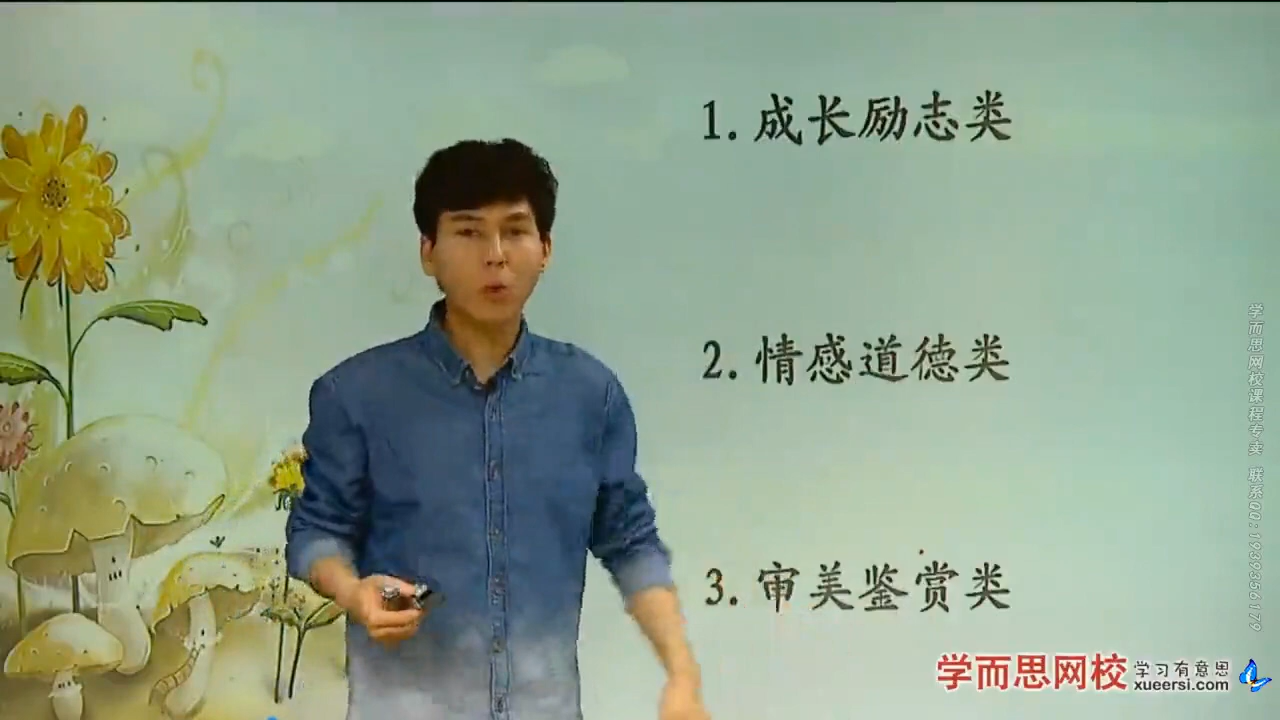 1. 成长励志类
2. 情感道德类
3. 审美鉴赏类
学而思网校
学习有意思
xueersi.com
学而思网校课程专卖 联系QQ:1939356179